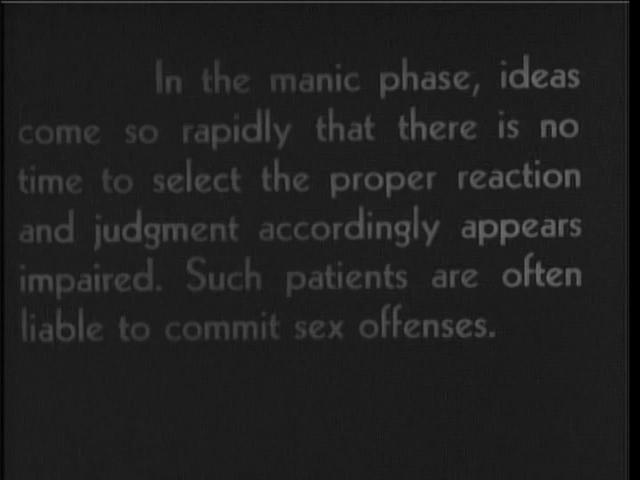 In the manic phase, ideas
come so rapidly that there is no
time to select the proper reaction
and judgment accordingly appears
impaired. Such patients are often
liable to commit sex offenses.